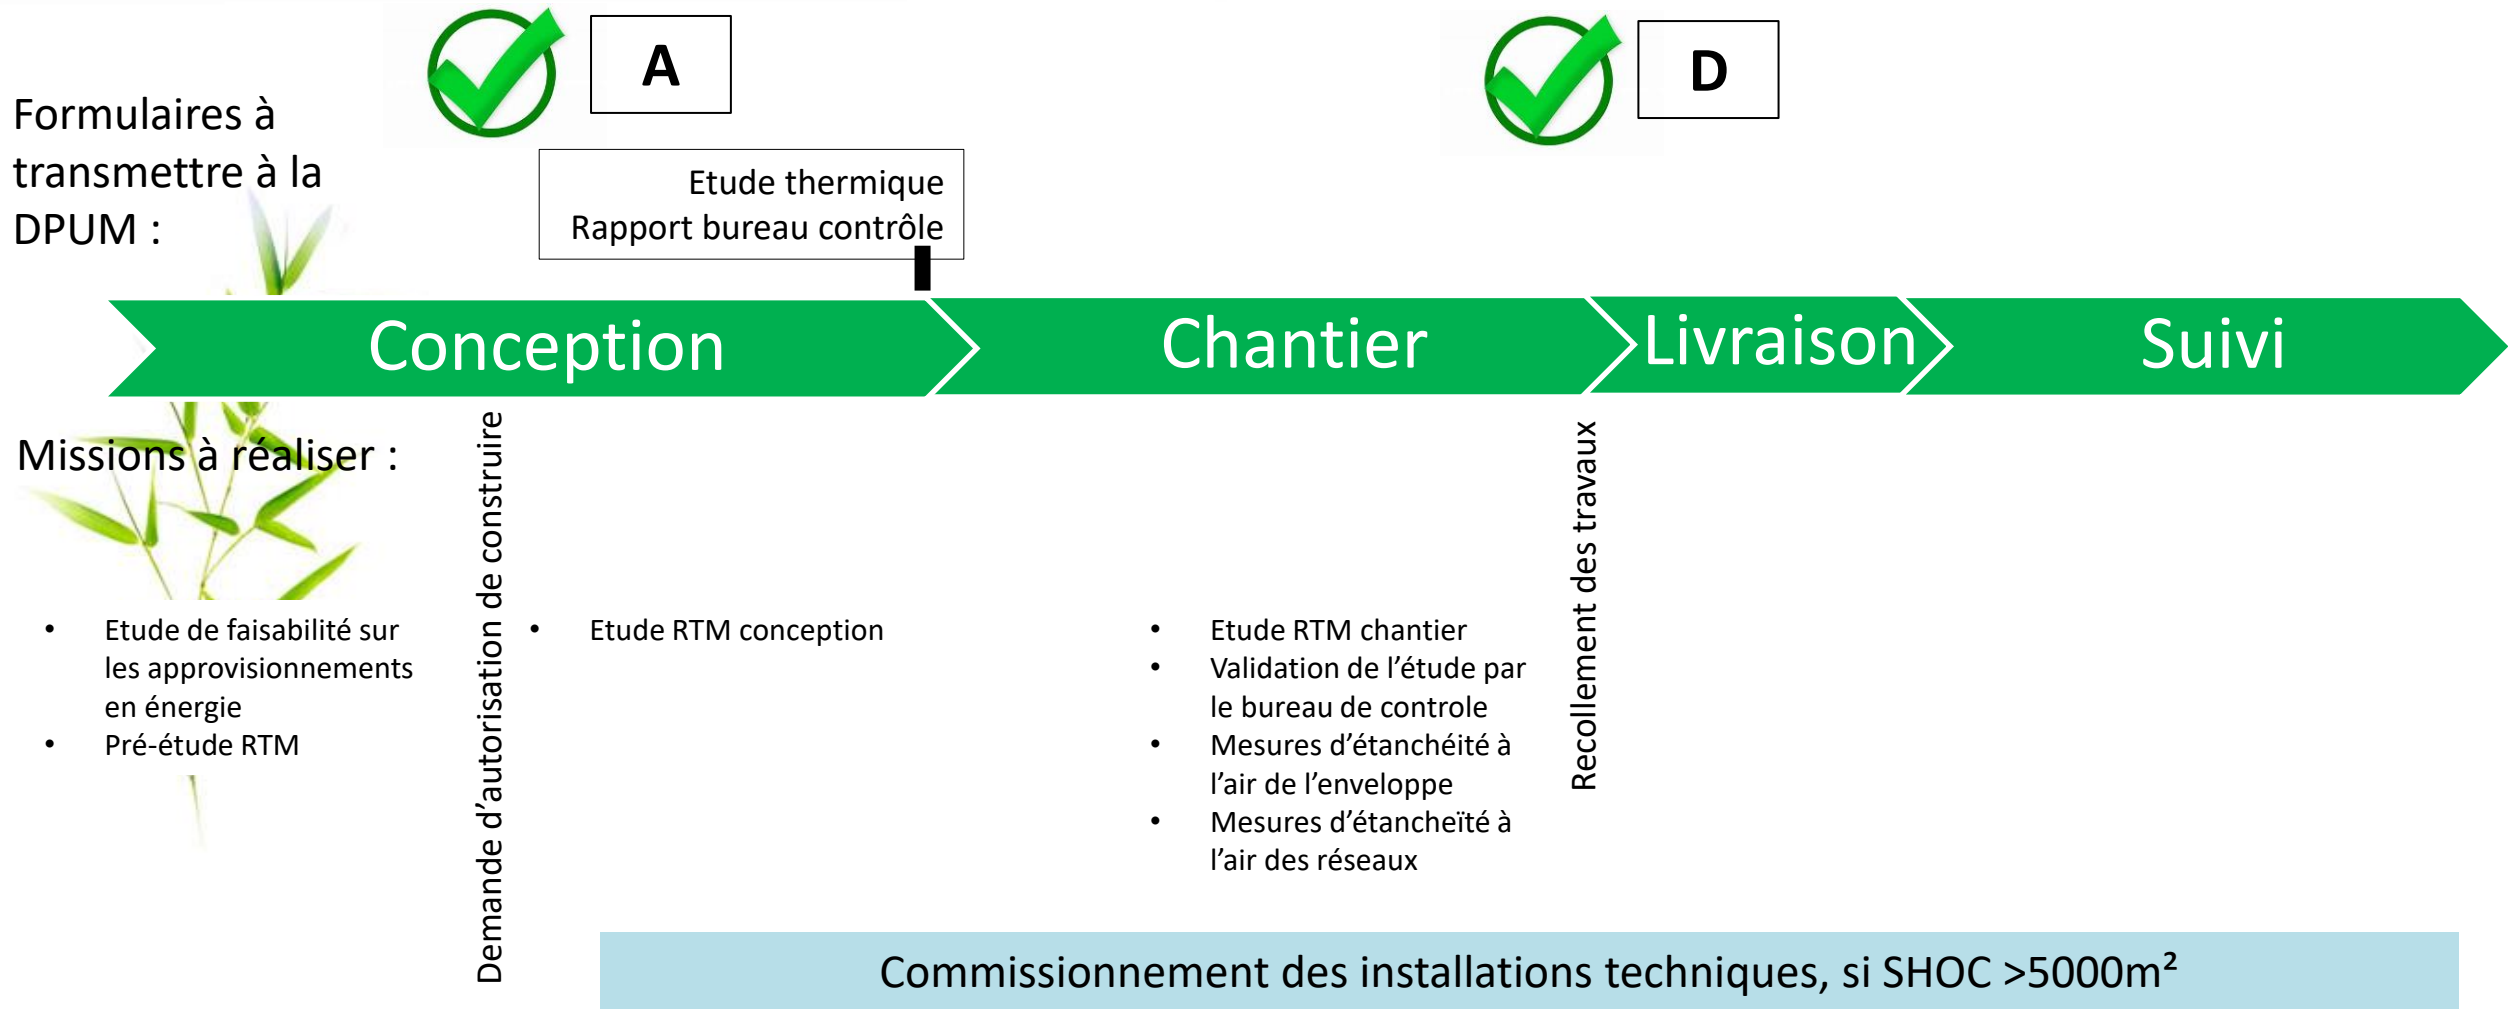 A
D
Formulaires à
transmettre à la
DPUM :
Etude thermique
Rapport bureau contrôle
Conception
Chantier
Livraison
Suivi
Missions à réaliser :
Demande d’autorisation de construire
Recollement des travaux
• Etude de faisabilité sur
les approvisionnements
en énergie
• Pré-étude RTM
• Etude RTM conception
• Etude RTM chantier
• Validation de l’étude par
le bureau de controle
• Mesures d’étanchéité à
l’air de l’enveloppe
• Mesures d’étancheïté à
l’air des réseaux
Commissionnement des installations techniques, si SHOC >5000m²